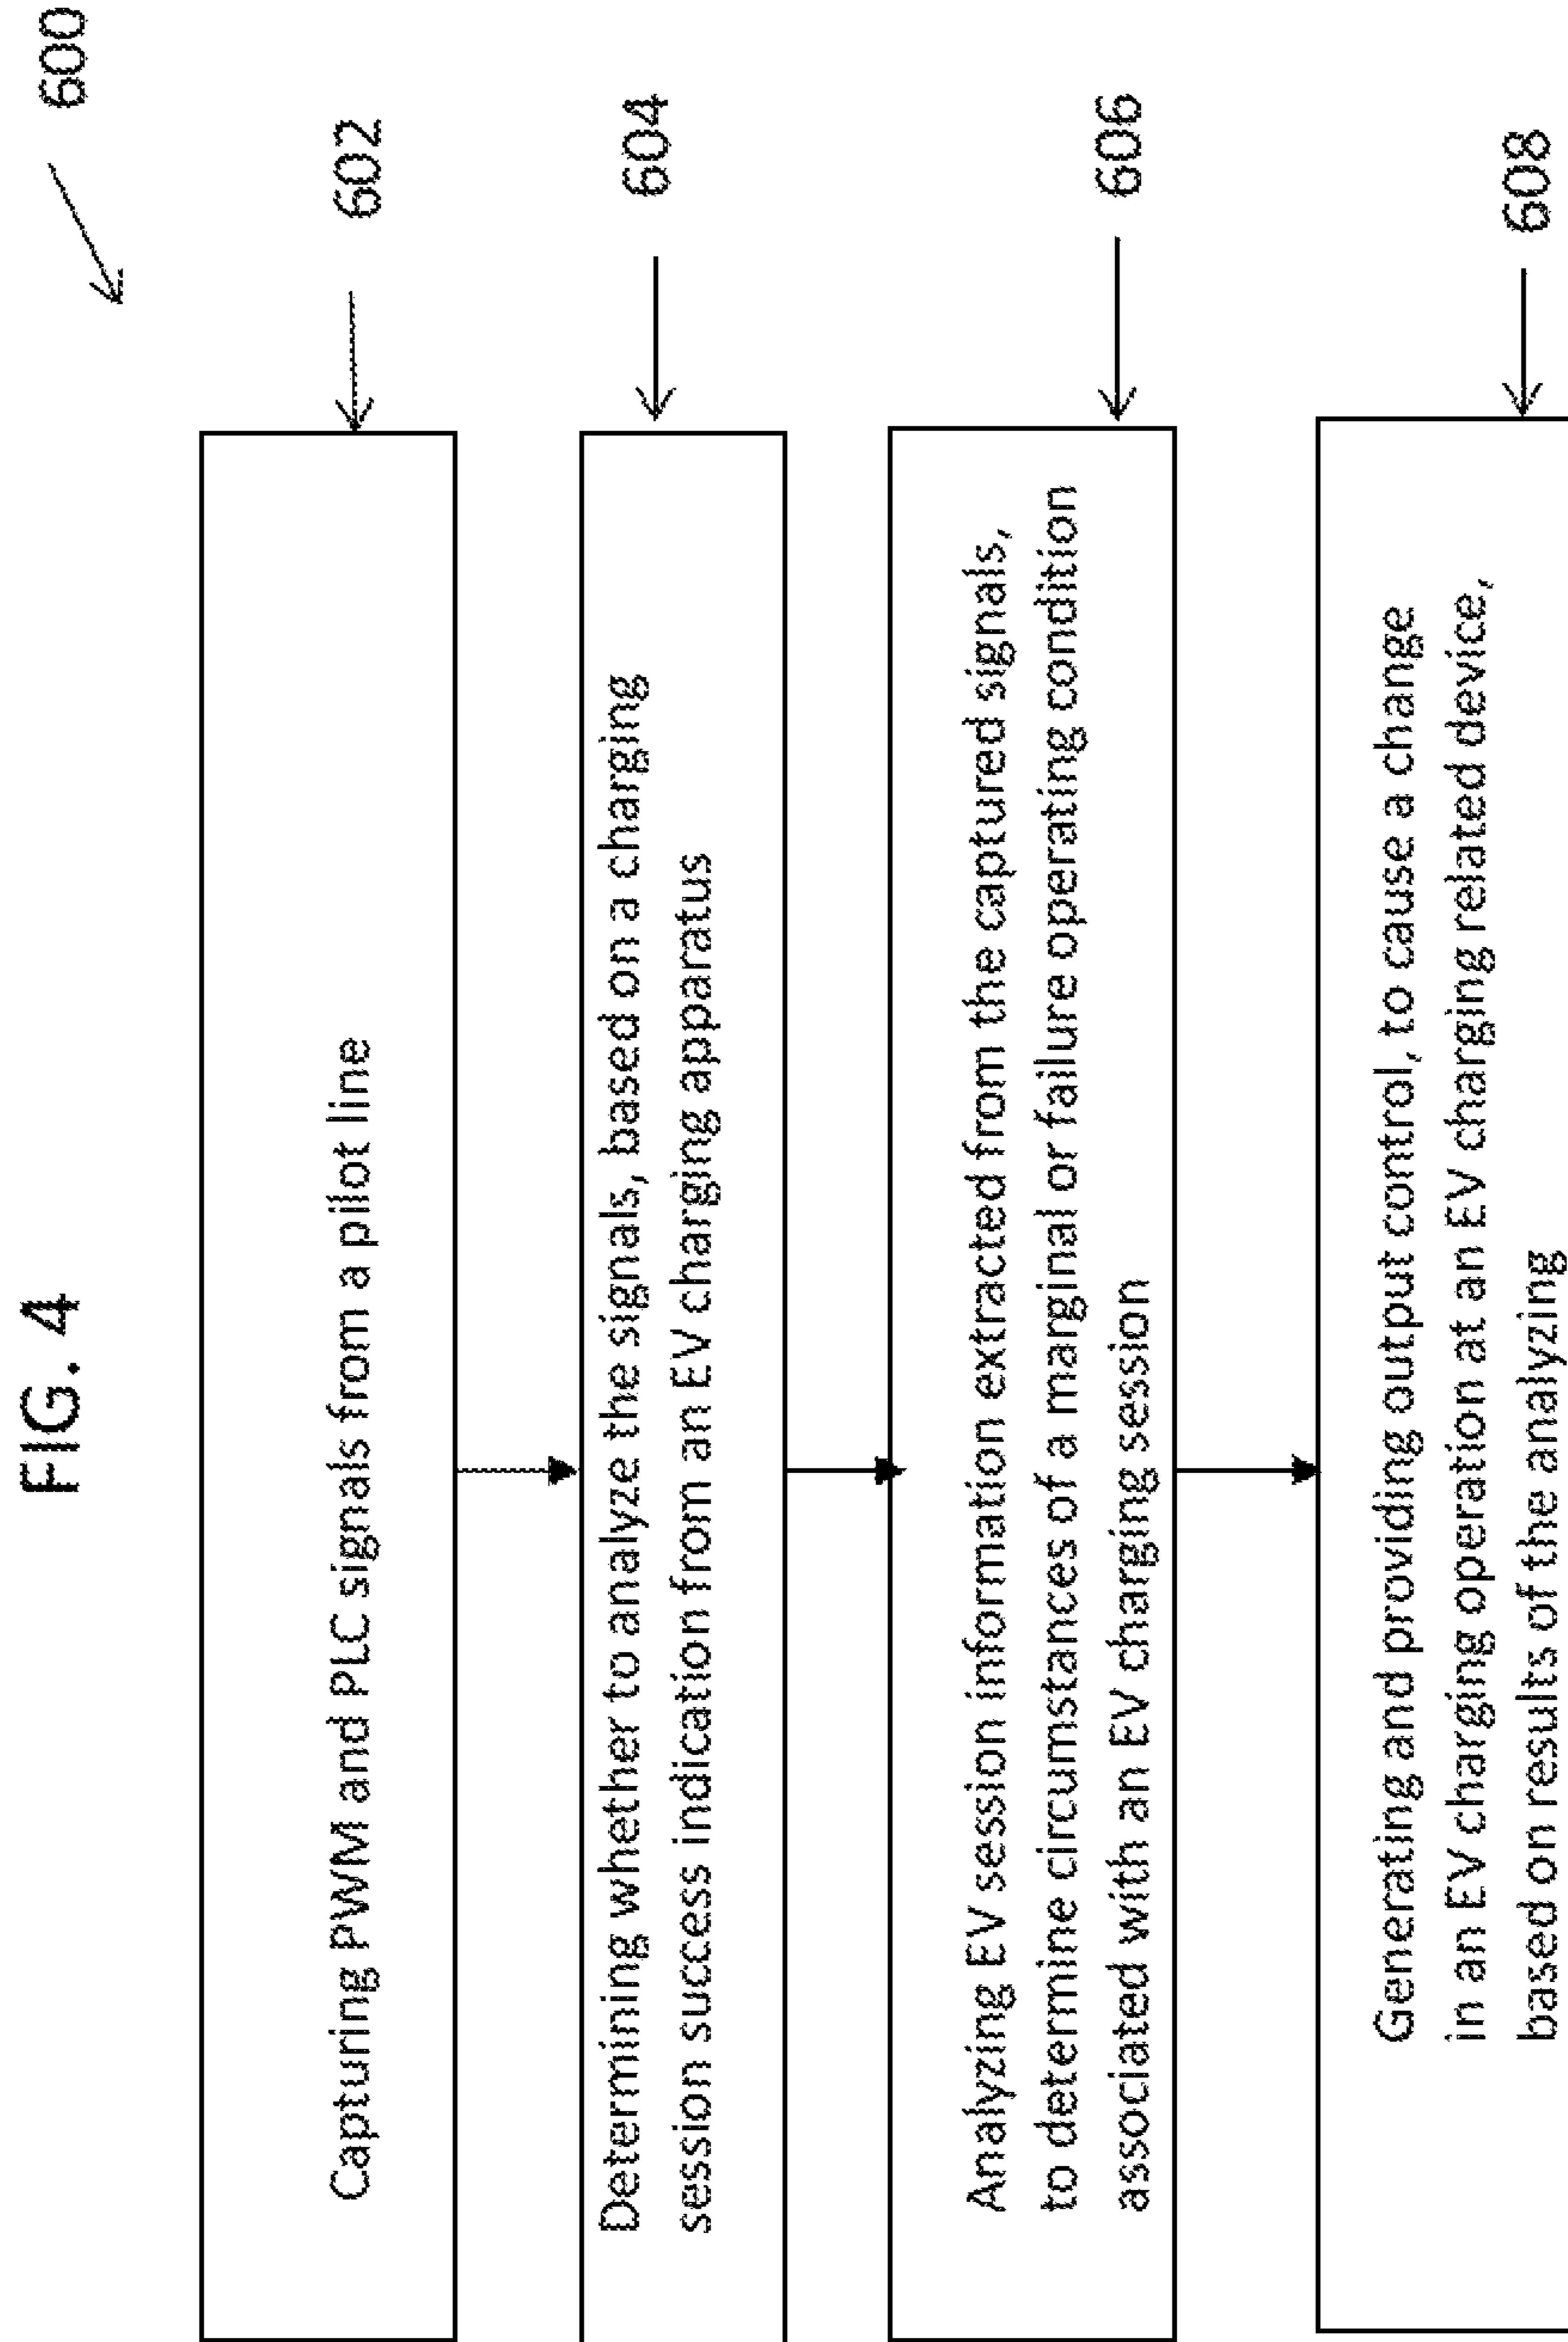 FIG. 4
600
Capturing PWM and PLC signals from a pilot line
602
Determining whether to analyze the signals, based on a charging
session success indication from an EV charging apparatus
604
Analyzing EV session information extracted from the captured signals,
to determine circumstances of a marginal or failure operating condition
associated with an EV charging session
606
Generating and providing output control, to cause a change
in an EV charging operation at an EV charging related device,
based on results of the analyzing
608